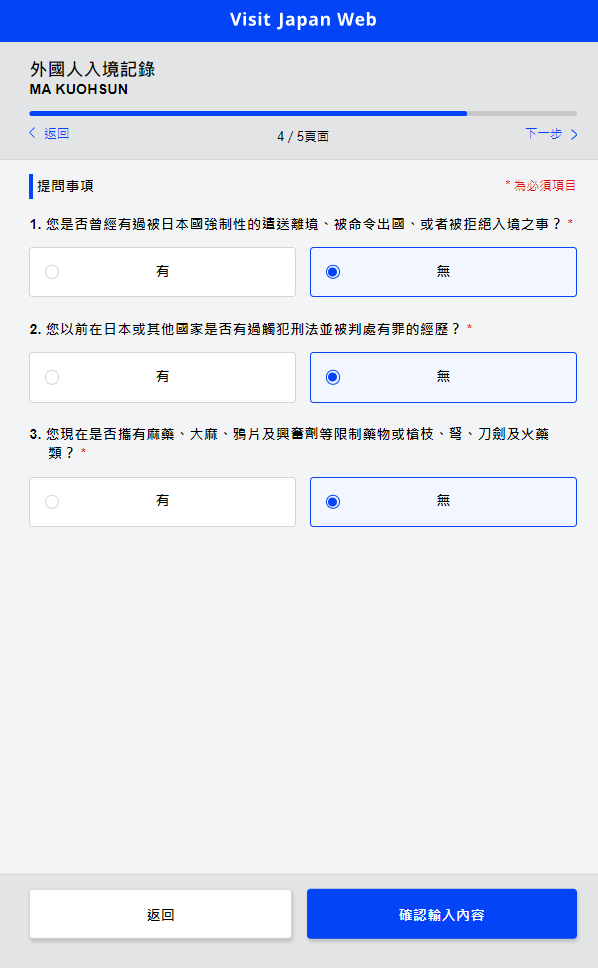 Visit Japan Web
外國人入境記錄
MA KUOHSUN
返回
4 / 5頁面
下一步
提問事項
* 為必須項目
1. 您是否曾經有過被日本國強制性的遣送離境、被命令出國、或者被拒絕入境之事？ *
有
無
2. 您以前在日本或其他國家是否有過觸犯刑法並被判處有罪的經歷？ *
有
無
3. 您現在是否攜有麻藥、大麻、鴉片及興奮劑等限制藥物或槍枝、弩、刀劍及火藥
類？ *
有
無
返回
確認輸入內容